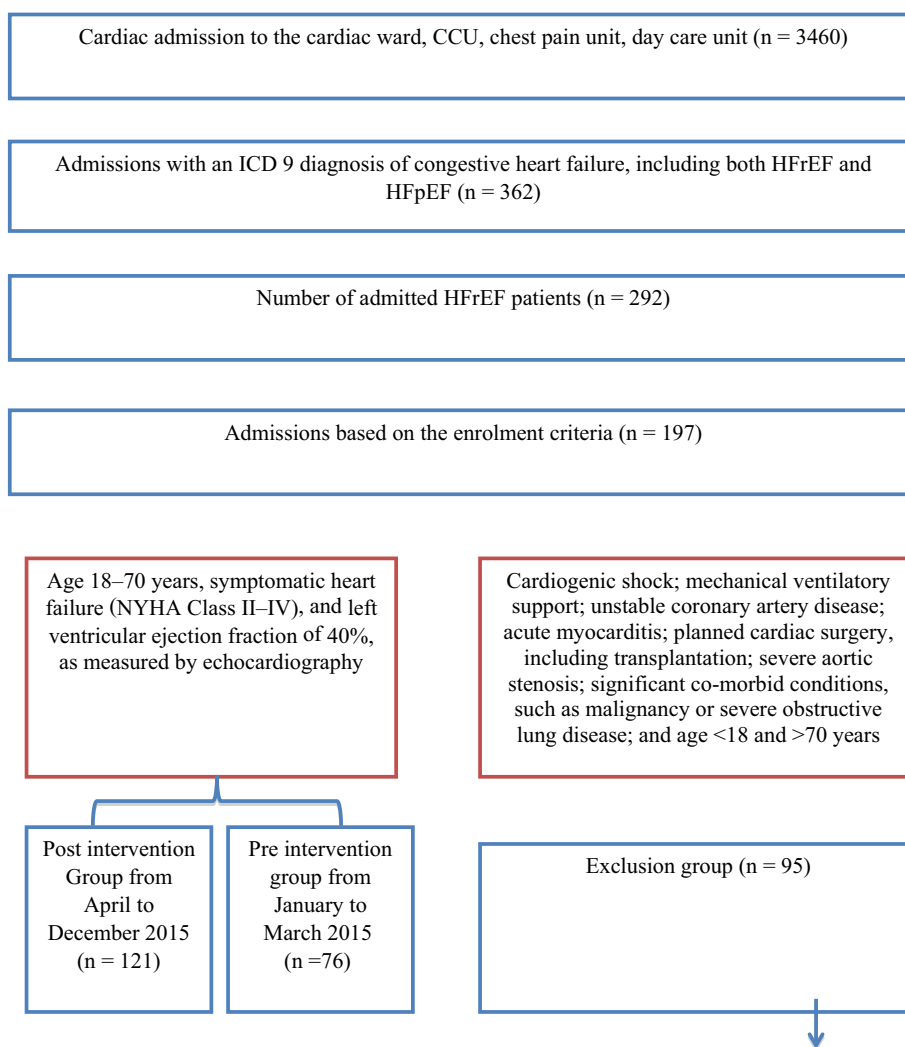 Cardiac admission to the cardiac ward, CCU, chest pain unit, day care unit (n = 3460)
Admissions with an ICD 9 diagnosis of congestive heart failure, including both HFrEF and
HFpEF (n = 362)
Number of admitted HFrEF patients (n = 292)
Admissions based on the enrolment criteria (n = 197)
Age 18–70 years, symptomatic heart
failure (NYHA Class II–IV), and left
ventricular ejection fraction of 40%,
as measured by echocardiography
Cardiogenic shock; mechanical ventilatory
support; unstable coronary artery disease;
acute myocarditis; planned cardiac surgery,
including transplantation; severe aortic
stenosis; significant co-morbid conditions,
such as malignancy or severe obstructive
lung disease; and age <18 and >70 years
Post intervention
Group from
April to
December 2015
(n = 121)
Pre intervention
group from
January to
March 2015
(n =76)
Exclusion group (n = 95)